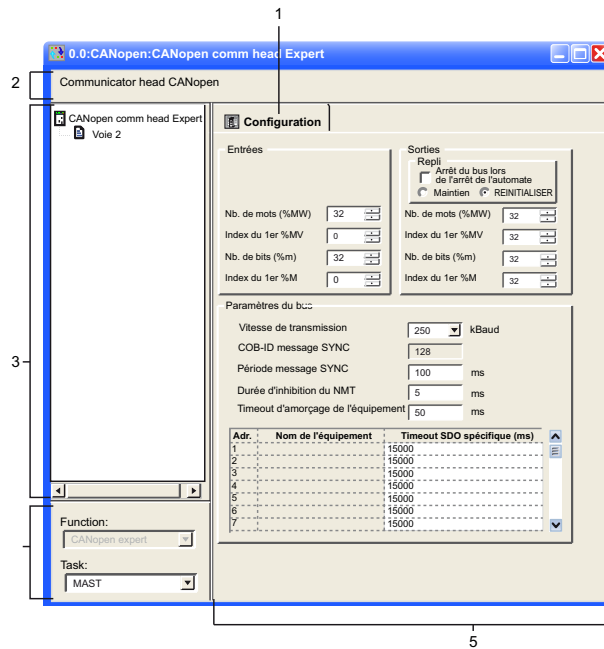 1
0.0:CANopen:CANopen comm head Expert
2
Communicator head CANopen
CANopen comm head Expert
Voie 2
Configuration
Entrées
Nb. de mots (%MW) 32
Index du 1er %MV 0
Nb. de bits (%m) 32
Index du 1er %M 0
Sorties
Repli
Arrêt du bus lors
de l'arrêt de l'automate
Maintien REINITIALISER
Nb. de mots (%MW) 32
Index du 1er %MV 32
Nb. de bits (%m) 32
Index du 1er %M 32
3
Paramètres du bus
Vitesse de transmission 250 kBaud
COB-ID message SYNC 128
Période message SYNC 100 ms
Durée d'inhibition du NMT 5 ms
Timeout d'amorçage de l'équipement 50 ms
Adr. Nom de l'équipement Timeout SDO spécifique (ms)
1 15000
2 15000
3 15000
4 15000
5 15000
6 15000
7 15000
Function:
CANopen expert
Task:
MAST
5